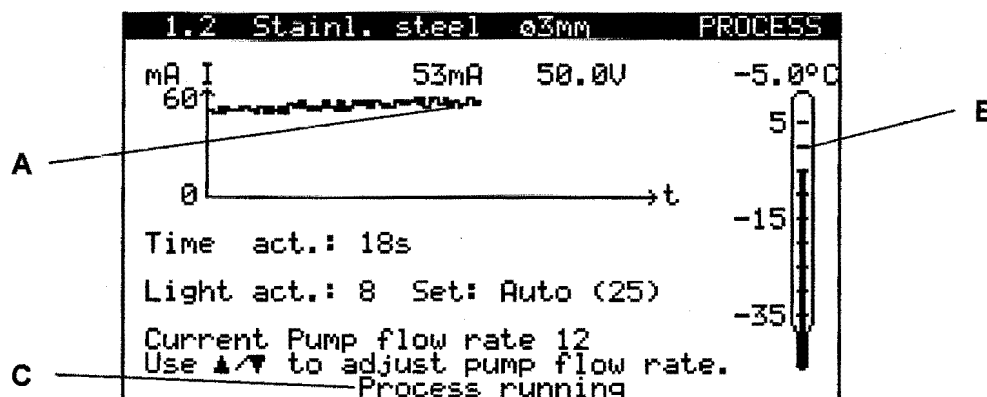 1.2 Stainl. steel ø3mm PROCESS
mA I 53mA 50.0V -5.0°C
60
5
A
B
0 t
-15
Time act.: 18s
Light act.: 8 Set: Auto (25)
-35
Current Pump flow rate 12
Use ▲/▼ to adjust pump flow rate.
C
Process running